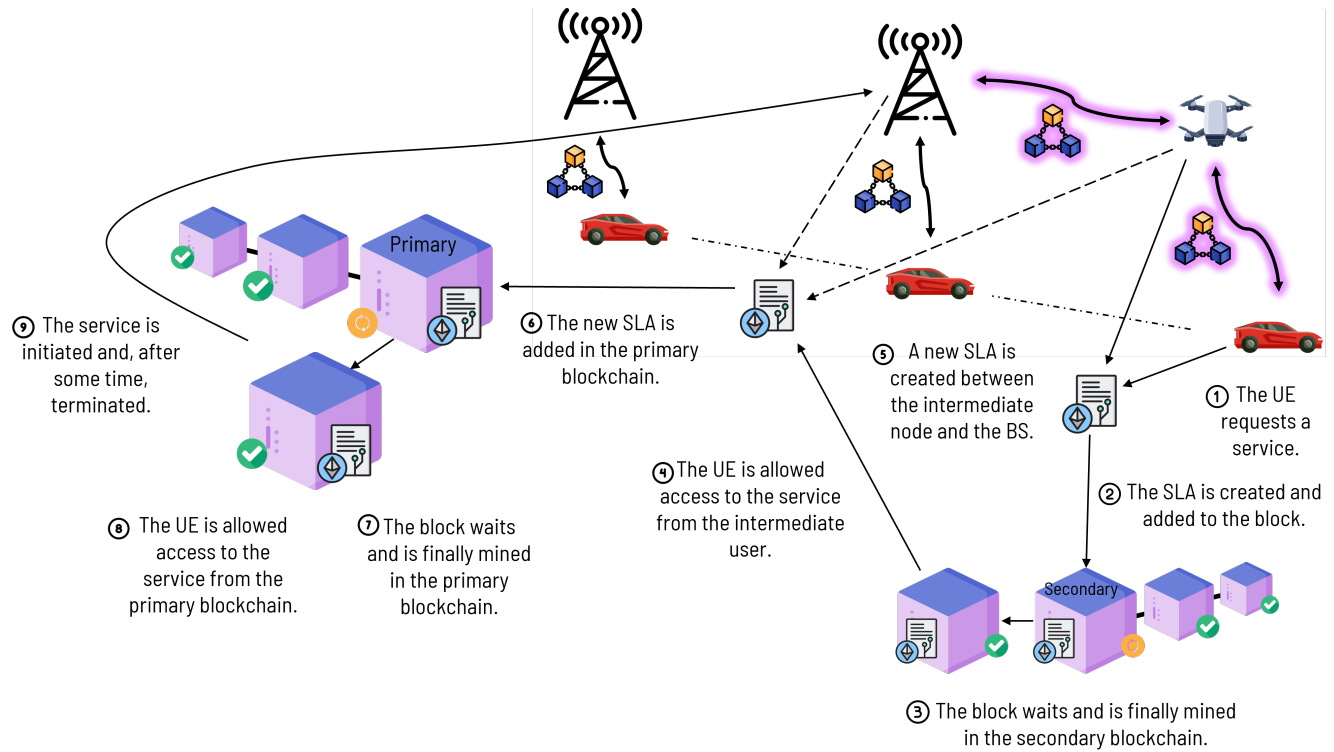 Primary
① The UE
requests a
service.
② The SLA is created and
added to the block.
Secondary
③ The block waits and is finally mined
in the secondary blockchain.
④ The UE is allowed
access to the service
from the intermediate
user.
⑤ A new SLA is
created between
the intermediate
node and the BS.
⑥ The new SLA is
added in the primary
blockchain.
⑦ The block waits
and is finally mined
in the primary
blockchain.
⑧ The UE is allowed
access to the
service from the
primary blockchain.
⑨ The service is
initiated and, after
some time,
terminated.